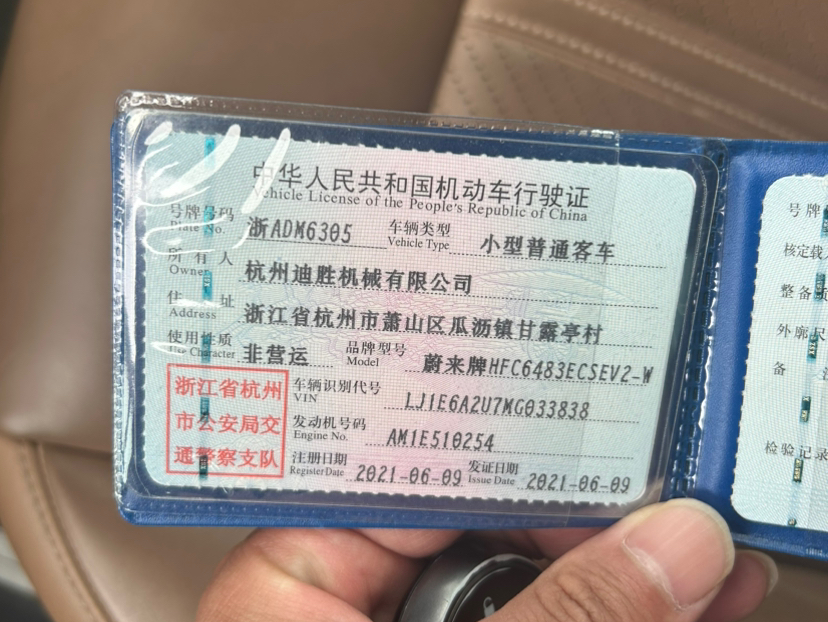 中华人民共和国机动车行驶证
Vehicle License of the People's Republic of China
号牌号码 浙ADM6305 车辆类型 小型普通客车
Plate No. Vehicle Type
所有人 杭州迪胜机械有限公司
Owner
住址 浙江省杭州市萧山区瓜沥镇甘露亭村
Address
使用性质 非营运 品牌型号 蔚来牌HFC6483ECSEV2-W
Use Character Model
浙江省杭州
市公安局交
通警察支队
车辆识别代号 LJ1E6A2U7MG033838
VIN
发动机号码 AM1E510254
Engine No.
注册日期 2021-06-09 发证日期 2021-06-09
Register Date Issue Date
号牌
核定载
整备
外廓尺
备
检验记录